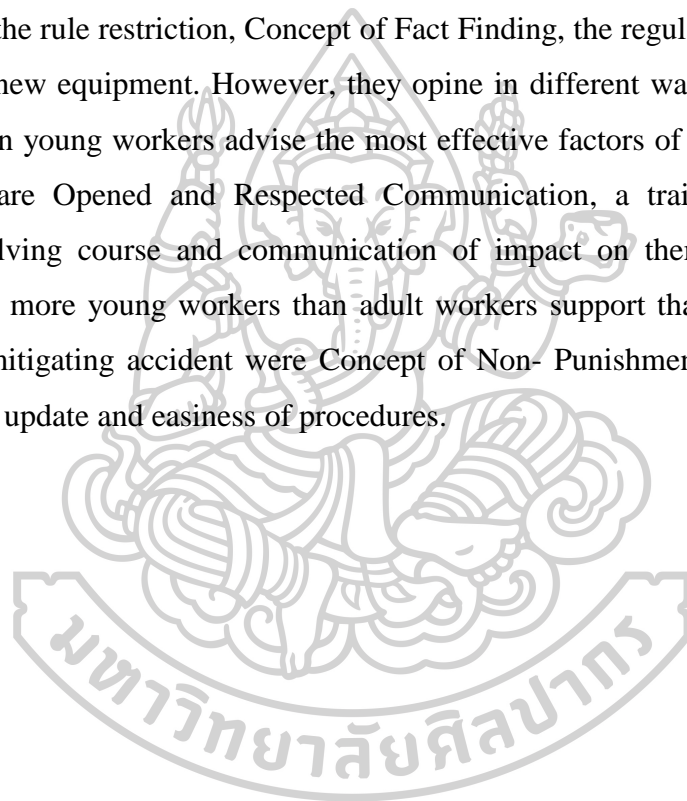 the rule restriction, Concept of Fact Finding, the regul
new equipment. However, they opine in different wa
n young workers advise the most effective factors of
are Opened and Respected Communication, a trai
lving course and communication of impact on the
more young workers than adult workers support tha
nitigating accident were Concept of Non- Punishmen
update and easiness of procedures.
มหาวิทยาลัยศิลปากร